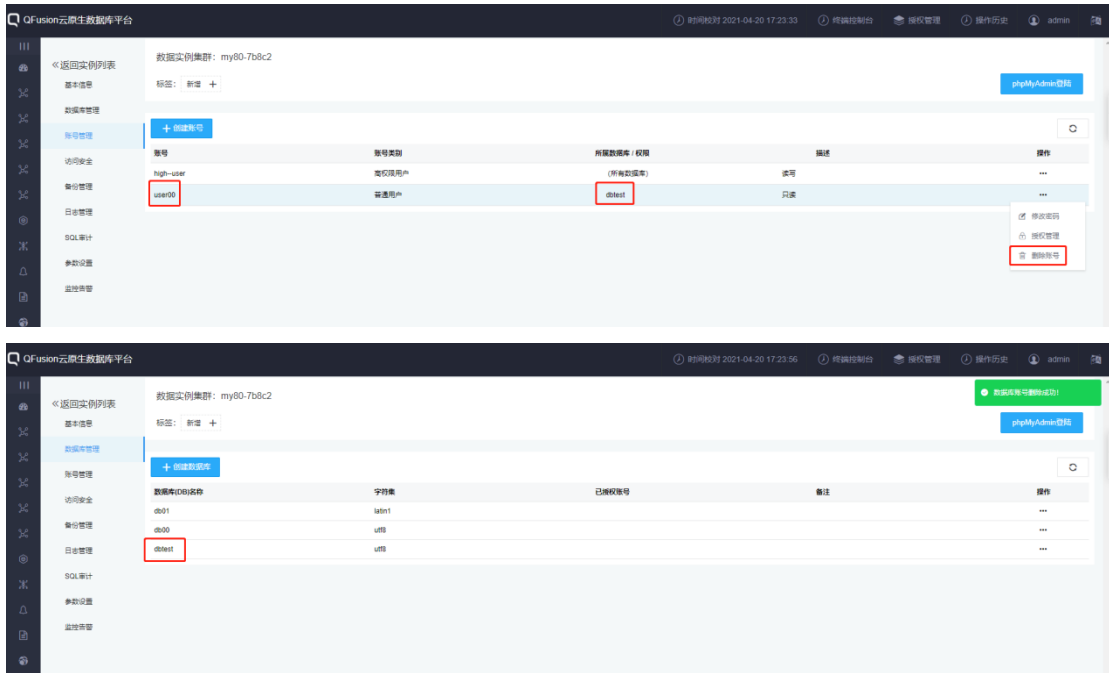 QFusion云原生数据库平台 时间校对 2021-04-20 17:23:33 终端控制台 授权管理 操作历史 admin
«返回实例列表
基本信息
数据库管理
账号管理
访问安全
备份管理
日志管理
SQL审计
参数设置
监控告警
数据实例集群：my80-7b8c2
标签： 新增 +
phpMyAdmin登陆
+ 创建账号
账号 账号类别 所属数据库 / 权限 描述 操作
high-user 高权限用户 (所有数据库) 读写 •••
user00 普通用户 dbtest 只读 •••
修改密码
授权管理
删除账号
QFusion云原生数据库平台 时间校对 2021-04-20 17:23:56 终端控制台 授权管理 操作历史 admin
数据库账号删除成功!
«返回实例列表
基本信息
数据库管理
账号管理
访问安全
备份管理
日志管理
SQL审计
参数设置
监控告警
数据实例集群：my80-7b8c2
标签： 新增 +
phpMyAdmin登陆
+ 创建数据库
数据库(DB)名称 字符集 已授权账号 备注 操作
db01 latin1 •••
db00 utf8 •••
dbtest utf8 •••